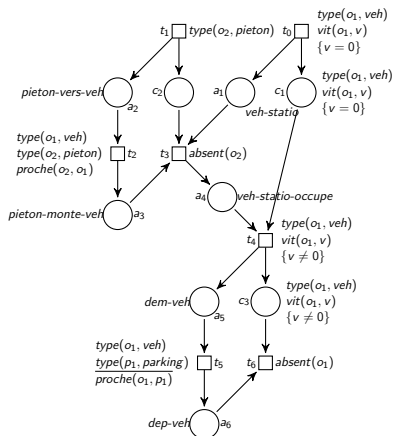 t₁ type(o₂, pieton)
t₀ type(o₁, veh)
vit(o₁, v)
{v = 0}
pieton-vers-veh
a₂
c₂
a₁
veh-statio
c₁
type(o₁, veh)
vit(o₁, v)
{v = 0}
type(o₁, veh)
type(o₂, pieton)
proche(o₂, o₁)
t₂
t₃ absent(o₂)
pieton-monte-veh
a₃
a₄ veh-statio-occupe
t₄ type(o₁, veh)
vit(o₁, v)
{v ≠ 0}
dem-veh
a₅
c₃
type(o₁, veh)
vit(o₁, v)
{v ≠ 0}
type(o₁, veh)
type(p₁, parking)
proche(o₁, p₁)
t₅
t₆ absent(o₁)
dep-veh
a₆